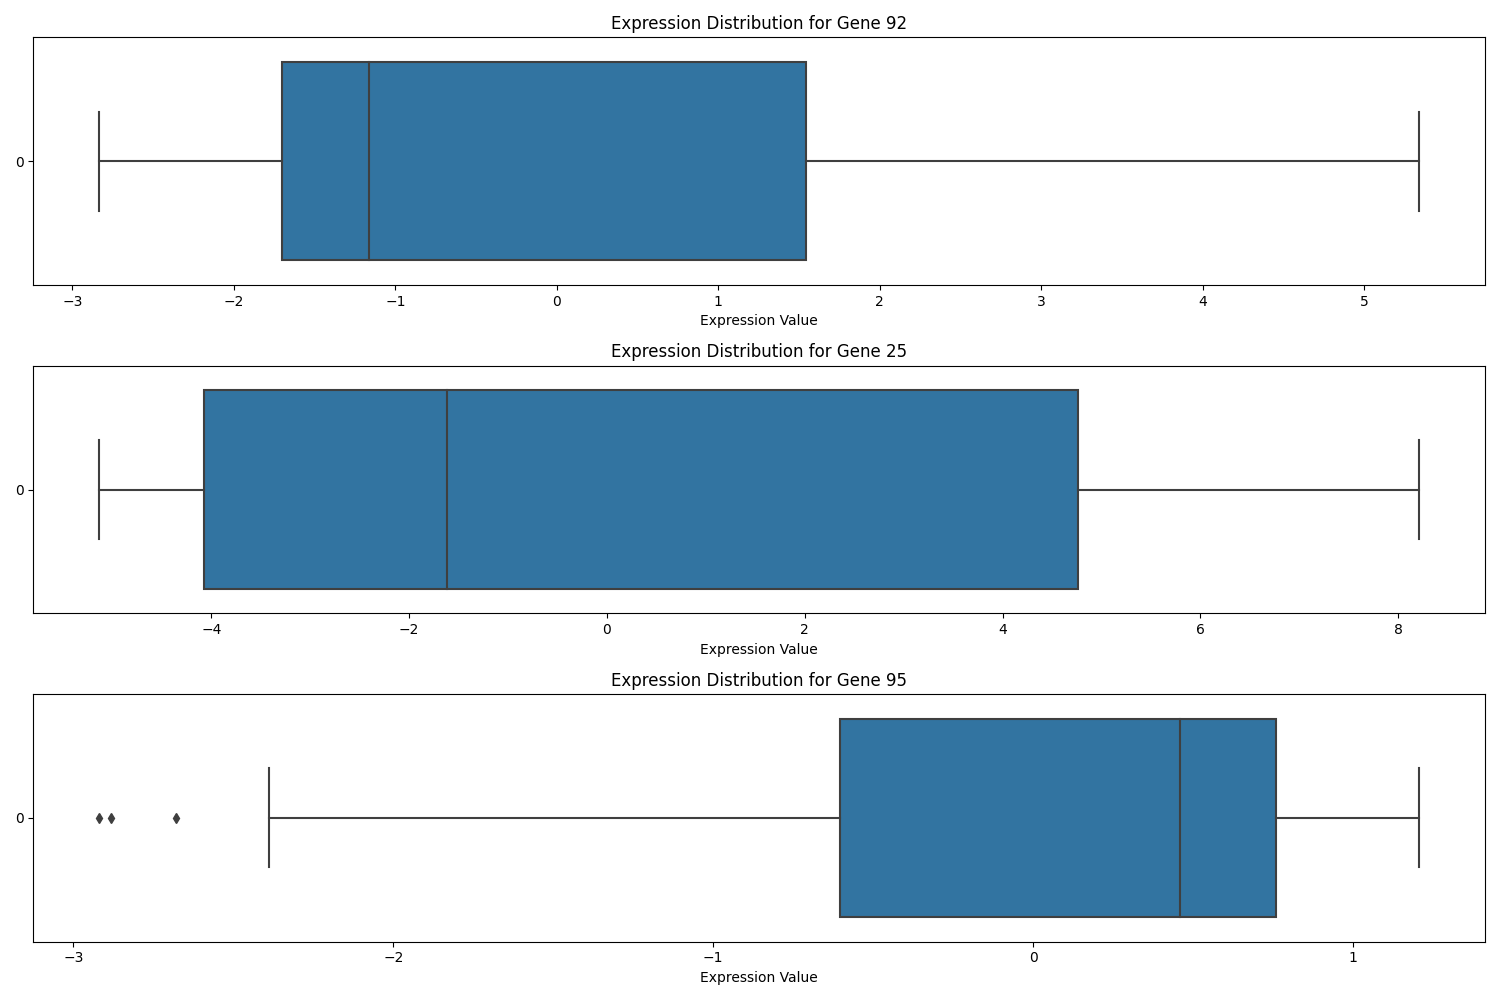 Expression Distribution for Gene 92
0
−3 −2 −1 0 1 2 3 4 5
Expression Value
Expression Distribution for Gene 25
0
−4 −2 0 2 4 6 8
Expression Value
Expression Distribution for Gene 95
0
−3 −2 −1 0 1
Expression Value